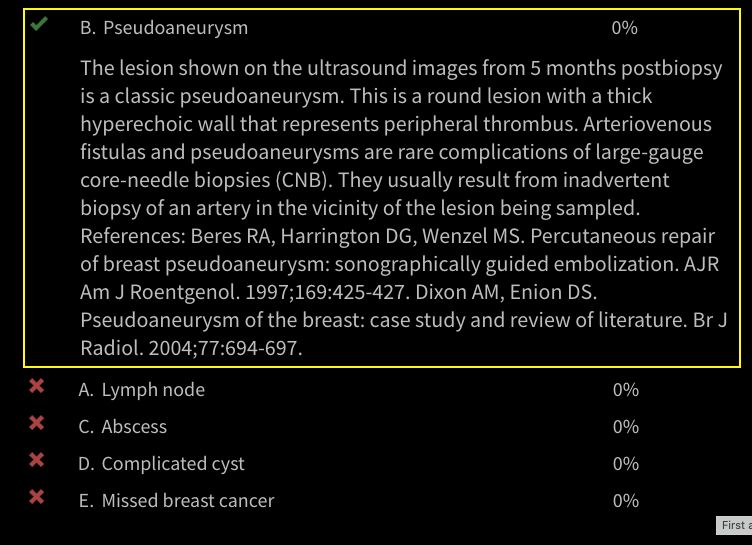 B. Pseudoaneurysm 0%
The lesion shown on the ultrasound images from 5 months postbiopsy
is a classic pseudoaneurysm. This is a round lesion with a thick
hyperechoic wall that represents peripheral thrombus. Arteriovenous
fistulas and pseudoaneurysms are rare complications of large-gauge
core-needle biopsies (CNB). They usually result from inadvertent
biopsy of an artery in the vicinity of the lesion being sampled.
References: Beres RA, Harrington DG, Wenzel MS. Percutaneous repair
of breast pseudoaneurysm: sonographically guided embolization. AJR
Am J Roentgenol. 1997;169:425-427. Dixon AM, Enion DS.
Pseudoaneurysm of the breast: case study and review of literature. Br J
Radiol. 2004;77:694-697.
A. Lymph node 0%
C. Abscess 0%
D. Complicated cyst 0%
E. Missed breast cancer 0%
First